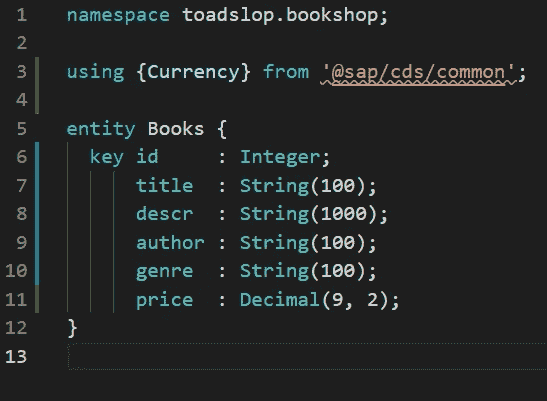 1 namespace toadslop.bookshop;
2
3 using {Currency} from '@sap/cds/common';
4
5 entity Books {
6 key id : Integer;
7 title : String(100);
8 descr : String(1000);
9 author : String(100);
10 genre : String(100);
11 price : Decimal(9, 2);
12 }
13